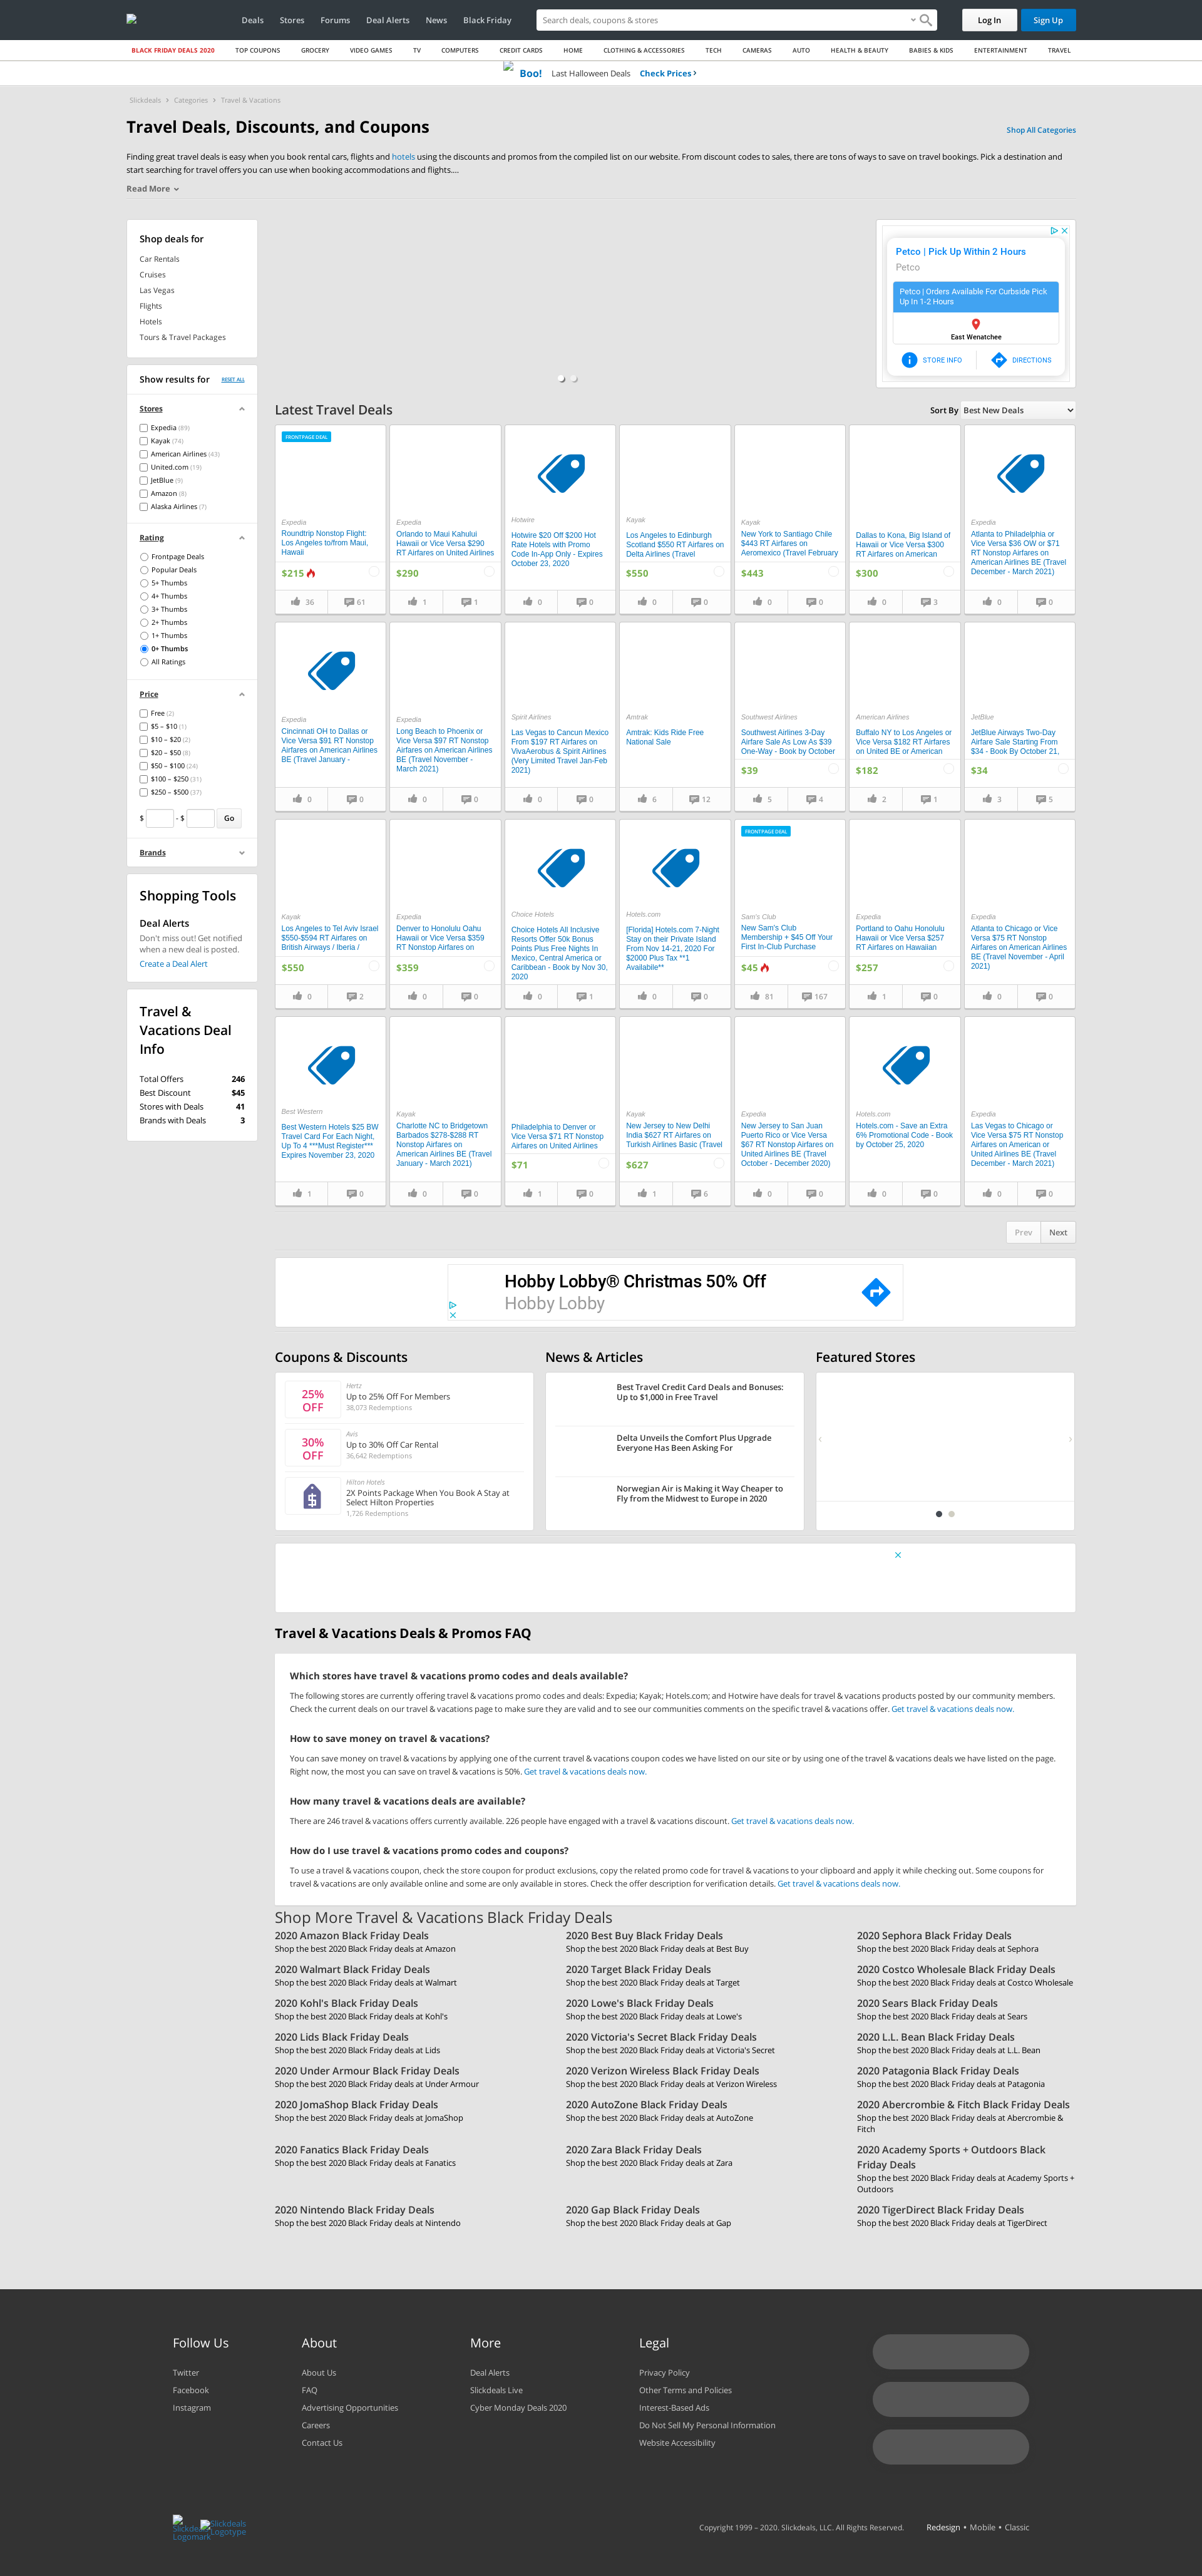 Deals
Stores
Forums
Deal Alerts
News
Black Friday
Search deals, coupons & stores
Log In
Sign Up
BLACK FRIDAY DEALS 2020
TOP COUPONS
GROCERY
VIDEO GAMES
TV
COMPUTERS
CREDIT CARDS
HOME
CLOTHING & ACCESSORIES
TECH
CAMERAS
AUTO
HEALTH & BEAUTY
BABIES & KIDS
ENTERTAINMENT
TRAVEL
Boo!
Last Halloween Deals
Check Prices
Slickdeals
Categories
Travel & Vacations
Travel Deals, Discounts, and Coupons
Shop All Categories
Finding great travel deals is easy when you book rental cars, flights and hotels using the discounts and promos from the compiled list on our website. From discount codes to sales, there are tons of ways to save on travel bookings. Pick a destination and
start searching for travel offers you can use when booking accommodations and flights....
Read More
Shop deals for
Car Rentals
Cruises
Las Vegas
Flights
Hotels
Tours & Travel Packages
Petco | Pick Up Within 2 Hours
Petco
Petco | Orders Available For Curbside Pick
Up In 1-2 Hours
East Wenatchee
STORE INFO
DIRECTIONS
Show results for
RESET ALL
Stores
Expedia (89)
Kayak (74)
American Airlines (43)
United.com (19)
JetBlue (9)
Amazon (8)
Alaska Airlines (7)
Rating
Frontpage Deals
Popular Deals
5+ Thumbs
4+ Thumbs
3+ Thumbs
2+ Thumbs
1+ Thumbs
0+ Thumbs
All Ratings
Price
Free (2)
$5 – $10 (1)
$10 – $20 (2)
$20 – $50 (8)
$50 – $100 (24)
$100 – $250 (31)
$250 – $500 (37)
$ - $ Go
Brands
Shopping Tools
Deal Alerts
Don't miss out! Get notified
when a new deal is posted.
Create a Deal Alert
Travel &
Vacations Deal
Info
Total Offers 246
Best Discount $45
Stores with Deals 41
Brands with Deals 3
Latest Travel Deals
Sort By Best New Deals
FRONTPAGE DEAL
Expedia
Roundtrip Nonstop Flight:
Los Angeles to/from Maui,
Hawaii
$215
36 61
Expedia
Orlando to Maui Kahului
Hawaii or Vice Versa $290
RT Airfares on United Airlines
$290
1 1
Hotwire
Hotwire $20 Off $200 Hot
Rate Hotels with Promo
Code In-App Only - Expires
October 23, 2020
0 0
Kayak
Los Angeles to Edinburgh
Scotland $550 RT Airfares on
Delta Airlines (Travel
$550
0 0
Kayak
New York to Santiago Chile
$443 RT Airfares on
Aeromexico (Travel February
$443
0 0
Dallas to Kona, Big Island of
Hawaii or Vice Versa $300
RT Airfares on American
$300
0 3
Expedia
Atlanta to Philadelphia or
Vice Versa $36 OW or $71
RT Nonstop Airfares on
American Airlines BE (Travel
December - March 2021)
0 0
Expedia
Cincinnati OH to Dallas or
Vice Versa $91 RT Nonstop
Airfares on American Airlines
BE (Travel January -
0 0
Expedia
Long Beach to Phoenix or
Vice Versa $97 RT Nonstop
Airfares on American Airlines
BE (Travel November -
March 2021)
0 0
Spirit Airlines
Las Vegas to Cancun Mexico
From $197 RT Airfares on
VivaAerobus & Spirit Airlines
(Very Limited Travel Jan-Feb
2021)
0 0
Amtrak
Amtrak: Kids Ride Free
National Sale
6 12
Southwest Airlines
Southwest Airlines 3-Day
Airfare Sale As Low As $39
One-Way - Book by October
$39
5 4
American Airlines
Buffalo NY to Los Angeles or
Vice Versa $182 RT Airfares
on United BE or American
$182
2 1
JetBlue
JetBlue Airways Two-Day
Airfare Sale Starting From
$34 - Book By October 21,
$34
3 5
Kayak
Los Angeles to Tel Aviv Israel
$550-$594 RT Airfares on
British Airways / Iberia /
$550
0 2
Expedia
Denver to Honolulu Oahu
Hawaii or Vice Versa $359
RT Nonstop Airfares on
$359
0 0
Choice Hotels
Choice Hotels All Inclusive
Resorts Offer 50k Bonus
Points Plus Free Nights In
Mexico, Central America or
Caribbean - Book by Nov 30,
2020
0 1
Hotels.com
[Florida] Hotels.com 7-Night
Stay on their Private Island
From Nov 14-21, 2020 For
$2000 Plus Tax **1
Available**
0 0
FRONTPAGE DEAL
Sam's Club
New Sam's Club
Membership + $45 Off Your
First In-Club Purchase
$45
81 167
Expedia
Portland to Oahu Honolulu
Hawaii or Vice Versa $257
RT Airfares on Hawaiian
$257
1 0
Expedia
Atlanta to Chicago or Vice
Versa $75 RT Nonstop
Airfares on American Airlines
BE (Travel November - April
2021)
0 0
Best Western
Best Western Hotels $25 BW
Travel Card For Each Night,
Up To 4 ***Must Register***
Expires November 23, 2020
1 0
Kayak
Charlotte NC to Bridgetown
Barbados $278-$288 RT
Nonstop Airfares on
American Airlines BE (Travel
January - March 2021)
0 0
Philadelphia to Denver or
Vice Versa $71 RT Nonstop
Airfares on United Airlines
$71
1 0
Kayak
New Jersey to New Delhi
India $627 RT Airfares on
Turkish Airlines Basic (Travel
$627
1 6
Expedia
New Jersey to San Juan
Puerto Rico or Vice Versa
$67 RT Nonstop Airfares on
United Airlines BE (Travel
October - December 2020)
0 0
Hotels.com
Hotels.com - Save an Extra
6% Promotional Code - Book
by October 25, 2020
0 0
Expedia
Las Vegas to Chicago or
Vice Versa $75 RT Nonstop
Airfares on American or
United Airlines BE (Travel
December - March 2021)
0 0
Prev
Next
Hobby Lobby® Christmas 50% Off
Hobby Lobby
Coupons & Discounts
25%
OFF
Hertz
Up to 25% Off For Members
38,073 Redemptions
30%
OFF
Avis
Up to 30% Off Car Rental
36,642 Redemptions
Hilton Hotels
2X Points Package When You Book A Stay at
Select Hilton Properties
1,726 Redemptions
News & Articles
Best Travel Credit Card Deals and Bonuses:
Up to $1,000 in Free Travel
Delta Unveils the Comfort Plus Upgrade
Everyone Has Been Asking For
Norwegian Air is Making it Way Cheaper to
Fly from the Midwest to Europe in 2020
Featured Stores
Travel & Vacations Deals & Promos FAQ
Which stores have travel & vacations promo codes and deals available?
The following stores are currently offering travel & vacations promo codes and deals: Expedia; Kayak; Hotels.com; and Hotwire have deals for travel & vacations products posted by our community members.
Check the current deals on our travel & vacations page to make sure they are valid and to see our communities comments on the specific travel & vacations offer. Get travel & vacations deals now.
How to save money on travel & vacations?
You can save money on travel & vacations by applying one of the current travel & vacations coupon codes we have listed on our site or by using one of the travel & vacations deals we have listed on the page.
Right now, the most you can save on travel & vacations is 50%. Get travel & vacations deals now.
How many travel & vacations deals are available?
There are 246 travel & vacations offers currently available. 226 people have engaged with a travel & vacations discount. Get travel & vacations deals now.
How do I use travel & vacations promo codes and coupons?
To use a travel & vacations coupon, check the store coupon for product exclusions, copy the related promo code for travel & vacations to your clipboard and apply it while checking out. Some coupons for
travel & vacations are only available online and some are only available in stores. Check the offer description for verification details. Get travel & vacations deals now.
Shop More Travel & Vacations Black Friday Deals
2020 Amazon Black Friday Deals
Shop the best 2020 Black Friday deals at Amazon
2020 Best Buy Black Friday Deals
Shop the best 2020 Black Friday deals at Best Buy
2020 Sephora Black Friday Deals
Shop the best 2020 Black Friday deals at Sephora
2020 Walmart Black Friday Deals
Shop the best 2020 Black Friday deals at Walmart
2020 Target Black Friday Deals
Shop the best 2020 Black Friday deals at Target
2020 Costco Wholesale Black Friday Deals
Shop the best 2020 Black Friday deals at Costco Wholesale
2020 Kohl's Black Friday Deals
Shop the best 2020 Black Friday deals at Kohl's
2020 Lowe's Black Friday Deals
Shop the best 2020 Black Friday deals at Lowe's
2020 Sears Black Friday Deals
Shop the best 2020 Black Friday deals at Sears
2020 Lids Black Friday Deals
Shop the best 2020 Black Friday deals at Lids
2020 Victoria's Secret Black Friday Deals
Shop the best 2020 Black Friday deals at Victoria's Secret
2020 L.L. Bean Black Friday Deals
Shop the best 2020 Black Friday deals at L.L. Bean
2020 Under Armour Black Friday Deals
Shop the best 2020 Black Friday deals at Under Armour
2020 Verizon Wireless Black Friday Deals
Shop the best 2020 Black Friday deals at Verizon Wireless
2020 Patagonia Black Friday Deals
Shop the best 2020 Black Friday deals at Patagonia
2020 JomaShop Black Friday Deals
Shop the best 2020 Black Friday deals at JomaShop
2020 AutoZone Black Friday Deals
Shop the best 2020 Black Friday deals at AutoZone
2020 Abercrombie & Fitch Black Friday Deals
Shop the best 2020 Black Friday deals at Abercrombie &
Fitch
2020 Fanatics Black Friday Deals
Shop the best 2020 Black Friday deals at Fanatics
2020 Zara Black Friday Deals
Shop the best 2020 Black Friday deals at Zara
2020 Academy Sports + Outdoors Black
Friday Deals
Shop the best 2020 Black Friday deals at Academy Sports +
Outdoors
2020 Nintendo Black Friday Deals
Shop the best 2020 Black Friday deals at Nintendo
2020 Gap Black Friday Deals
Shop the best 2020 Black Friday deals at Gap
2020 TigerDirect Black Friday Deals
Shop the best 2020 Black Friday deals at TigerDirect
Follow Us
Twitter
Facebook
Instagram
About
About Us
FAQ
Advertising Opportunities
Careers
Contact Us
More
Deal Alerts
Slickdeals Live
Cyber Monday Deals 2020
Legal
Privacy Policy
Other Terms and Policies
Interest-Based Ads
Do Not Sell My Personal Information
Website Accessibility
Slickdeals
Logomark
Slickdeals
Logotype
Copyright 1999 – 2020. Slickdeals, LLC. All Rights Reserved.
Redesign • Mobile • Classic